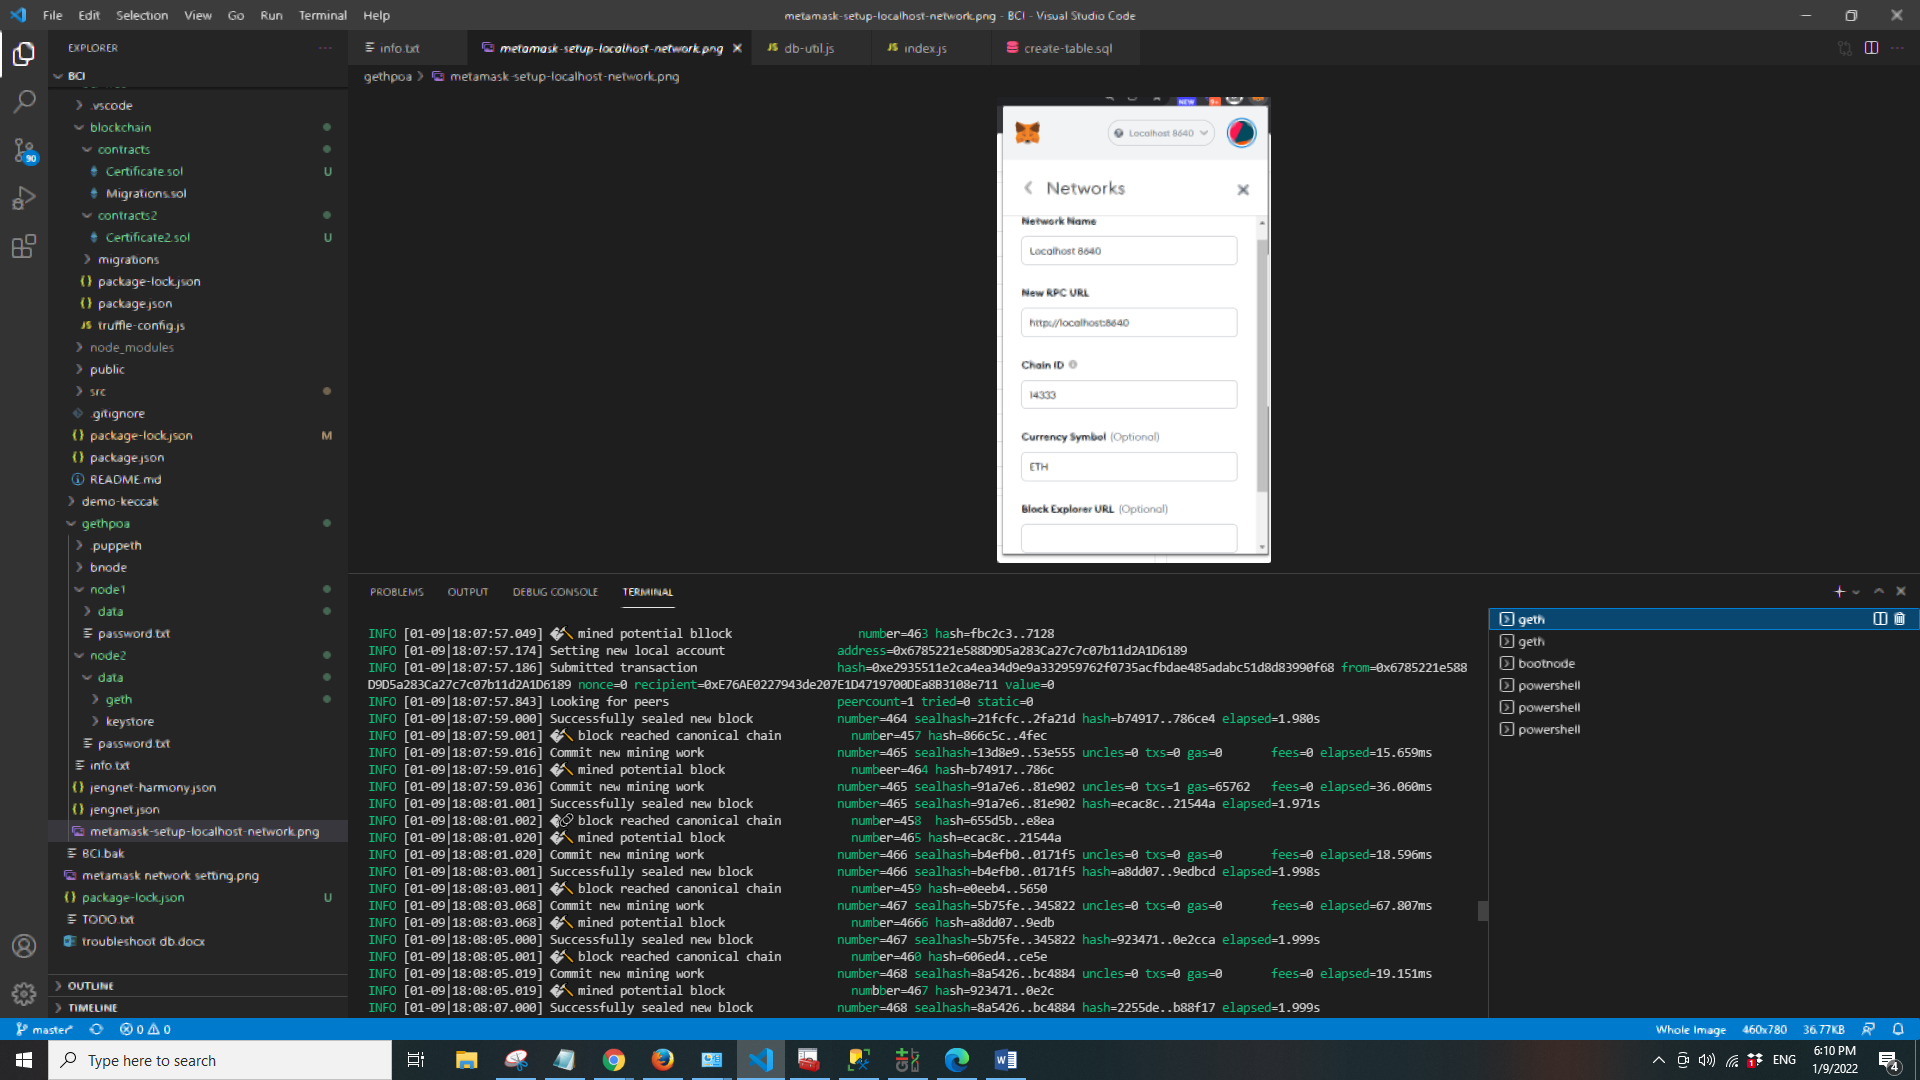 File Edit Selection View Go Run Terminal Help
metamask-setup-localhost-network.png - BCI - Visual Studio Code
EXPLORER
BCI
.vscode
blockchain
contracts
Certificate.sol U
Migrations.sol
contracts2
Certificate2.sol U
migrations
package-lock.json
package.json
truffle-config.js
node_modules
public
src
.gitignore
package-lock.json M
package.json
README.md
demo-keccak
gethpoa
.puppeth
bnode
node1
data
password.txt
node2
data
geth
keystore
password.txt
info.txt
jengnet-harmony.json
jengnet.json
metamask-setup-localhost-network.png
BCI.bak
metamask network setting.png
package-lock.json U
TODO.txt
troubleshoot db.docx
OUTLINE
TIMELINE
90
info.txt
metamask-setup-localhost-network.png
JS db-util.js
JS index.js
create-table.sql
gethpoa > metamask-setup-localhost-network.png
NEW 9+
Localhost 8640
Networks
Network Name
Localhost 8640
New RPC URL
http://localhost:8640
Chain ID
14333
Currency Symbol (Optional)
ETH
Block Explorer URL (Optional)
PROBLEMS OUTPUT DEBUG CONSOLE TERMINAL
INFO [01-09|18:07:57.049] mined potential bllock number=463 hash=fbc2c3..7128
INFO [01-09|18:07:57.174] Setting new local account address=0x6785221e588D9D5a283Ca27c7c07b11d2A1D6189
INFO [01-09|18:07:57.186] Submitted transaction hash=0xe2935511e2ca4ea34d9e9a332959762f0735acfbdae485adabc51d8d83990f68 from=0x6785221e588
D9D5a283Ca27c7c07b11d2A1D6189 nonce=0 recipient=0xE76AE0227943de207E1D4719700DEa8B3108e711 value=0
INFO [01-09|18:07:57.843] Looking for peers peercount=1 tried=0 static=0
INFO [01-09|18:07:59.000] Successfully sealed new block number=464 sealhash=21fcfc..2fa21d hash=b74917..786ce4 elapsed=1.980s
INFO [01-09|18:07:59.001] block reached canonical chain number=457 hash=866c5c..4fec
INFO [01-09|18:07:59.016] Commit new mining work number=465 sealhash=13d8e9..53e555 uncles=0 txs=0 gas=0 fees=0 elapsed=15.659ms
INFO [01-09|18:07:59.016] mined potential block numbeer=464 hash=b74917..786c
INFO [01-09|18:07:59.036] Commit new mining work number=465 sealhash=91a7e6..81e902 uncles=0 txs=1 gas=65762 fees=0 elapsed=36.060ms
INFO [01-09|18:08:01.001] Successfully sealed new block number=465 sealhash=91a7e6..81e902 hash=ecac8c..21544a elapsed=1.971s
INFO [01-09|18:08:01.002] block reached canonical chain number=458 hash=655d5b..e8ea
INFO [01-09|18:08:01.020] mined potential block number=465 hash=ecac8c..21544a
INFO [01-09|18:08:01.020] Commit new mining work number=466 sealhash=b4efb0..0171f5 uncles=0 txs=0 gas=0 fees=0 elapsed=18.596ms
INFO [01-09|18:08:03.001] Successfully sealed new block number=466 sealhash=b4efb0..0171f5 hash=a8dd07..9edbcd elapsed=1.998s
INFO [01-09|18:08:03.001] block reached canonical chain number=459 hash=e0eeb4..5650
INFO [01-09|18:08:03.068] Commit new mining work number=467 sealhash=5b75fe..345822 uncles=0 txs=0 gas=0 fees=0 elapsed=67.807ms
INFO [01-09|18:08:03.068] mined potential block number=4666 hash=a8dd07..9edb
INFO [01-09|18:08:05.000] Successfully sealed new block number=467 sealhash=5b75fe..345822 hash=923471..0e2cca elapsed=1.999s
INFO [01-09|18:08:05.001] block reached canonical chain number=460 hash=606ed4..ce5e
INFO [01-09|18:08:05.019] Commit new mining work number=468 sealhash=8a5426..bc4884 uncles=0 txs=0 gas=0 fees=0 elapsed=19.151ms
INFO [01-09|18:08:05.019] mined potential block numbber=467 hash=923471..0e2c
INFO [01-09|18:08:07.000] Successfully sealed new block number=468 sealhash=8a5426..bc4884 hash=2255de..b88f17 elapsed=1.999s
geth
geth
bootnode
powershell
powershell
powershell
master* 0 0
Whole Image 460x780 36.77KB
Type here to search
ENG
6:10 PM
1/9/2022
4